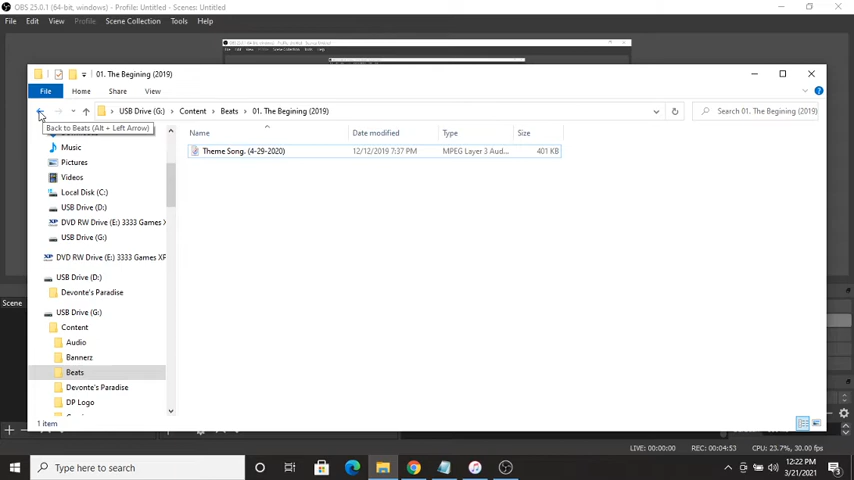 OBS 25.0.1 (64-bit, windows) - Profile: Untitled - Scenes: Untitled
File Edit View Profile Scene Collection Tools Help
01. The Begining (2019)
File Home Share View
USB Drive (G:) Content Beats 01. The Begining (2019)
Search 01. The Begining (2019)
Back to Beats (Alt + Left Arrow)
Name Date modified Type Size
Theme Song. (4-29-2020) 12/12/2019 7:37 PM MPEG Layer 3 Aud... 401 KB
Music
Pictures
Videos
Local Disk (C:)
USB Drive (D:)
DVD RW Drive (E:) 3333 Games X
USB Drive (G:)
DVD RW Drive (E:) 3333 Games XP
USB Drive (D:)
Devonte's Paradise
USB Drive (G:)
Content
Audio
Bannerz
Beats
Devonte's Paradise
DP Logo
1 item
Scene
LIVE: 00:00:00 REC: 00:04:53 CPU: 23.7%, 30.00 fps
Type here to search
12:22 PM
3/21/2021
3